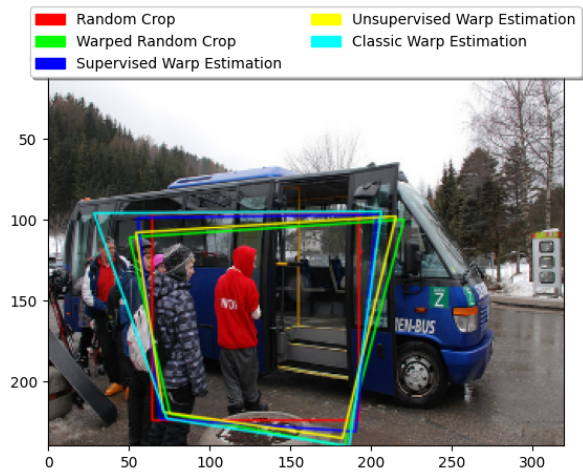 Random Crop
Warped Random Crop
Supervised Warp Estimation
Unsupervised Warp Estimation
Classic Warp Estimation
50
100
150
200
0
50
100
150
200
250
300
Z
EN-BUS